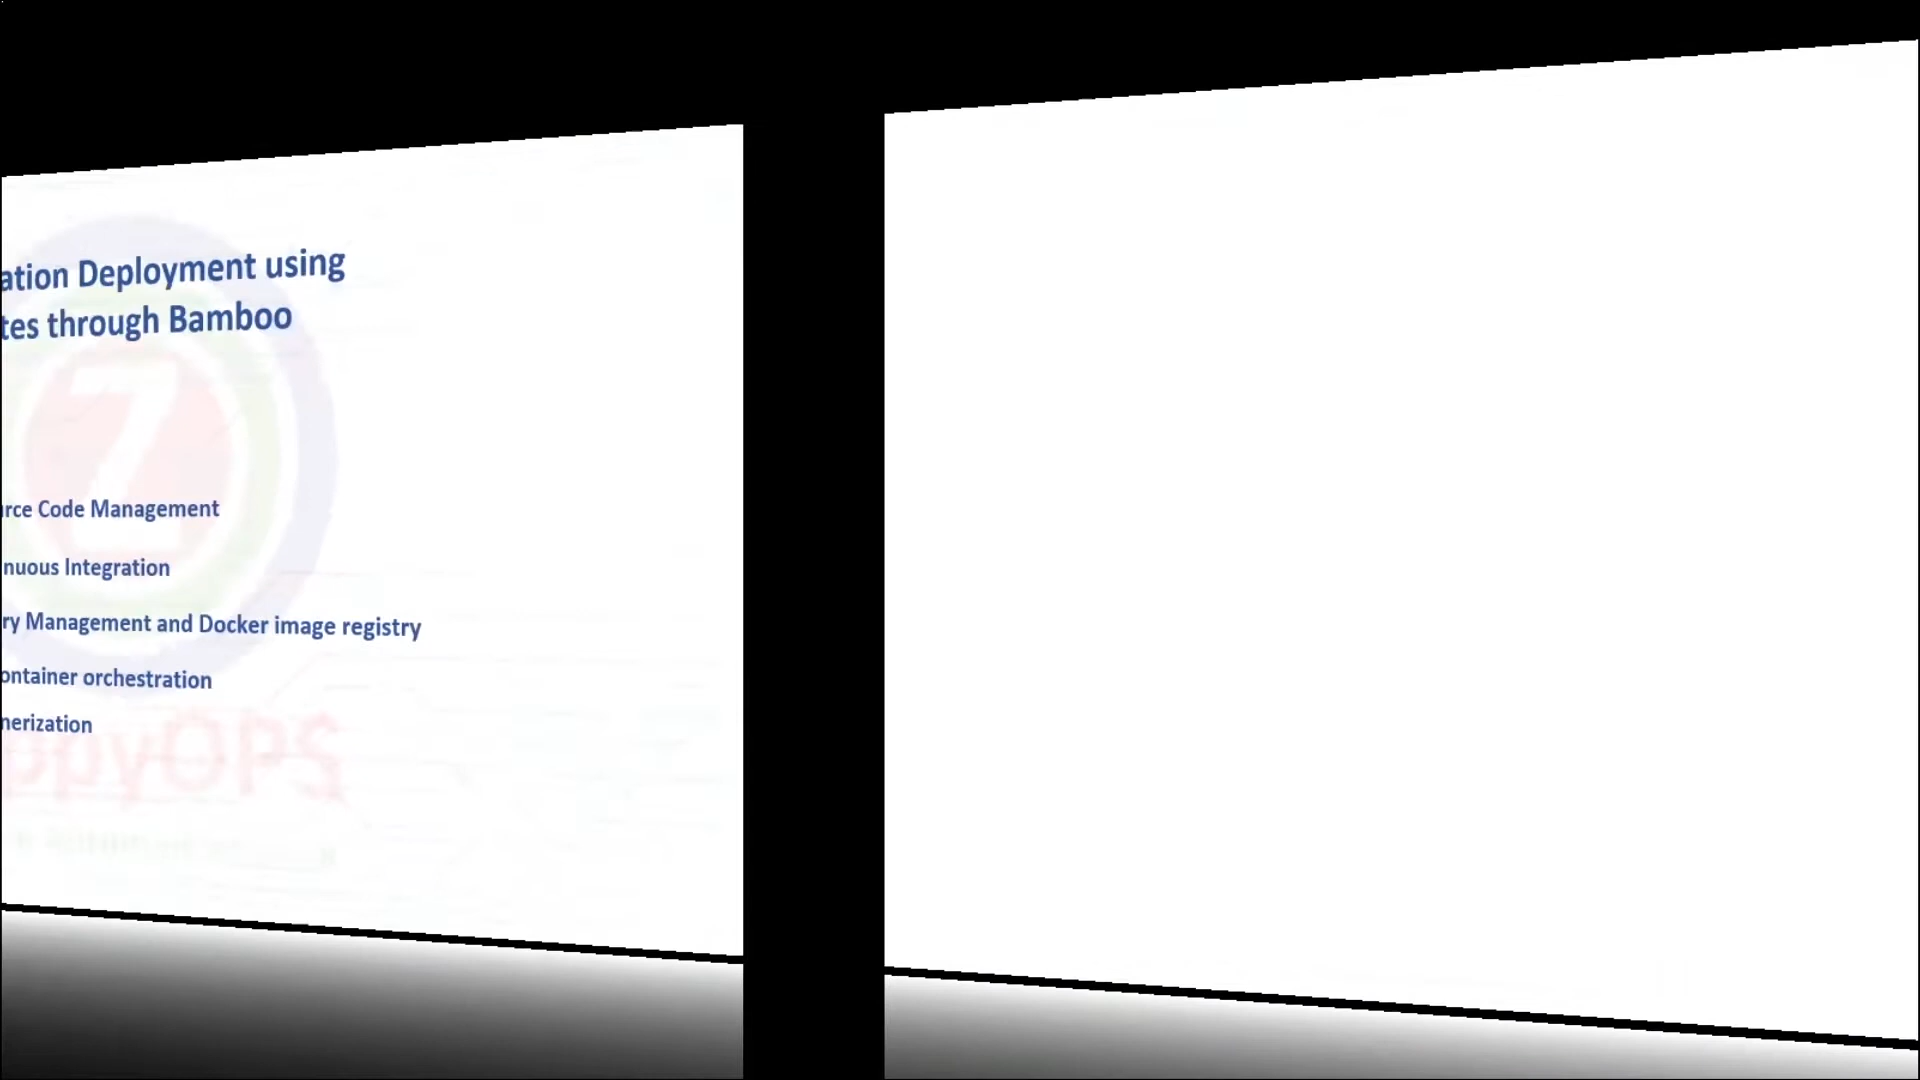 ation Deployment using
tes through Bamboo
Z
rce Code Management
nuous Integration
ry Management and Docker image registry
ontainer orchestration
nerization
ppyOPS